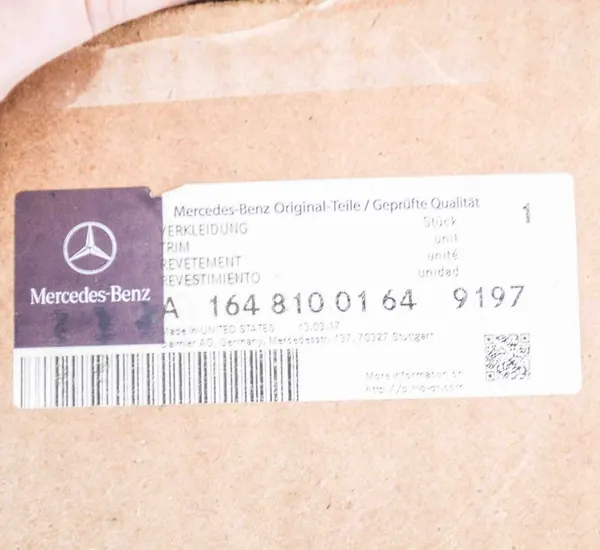 Mercedes-Benz Original-Teile / Geprüfte Qualität
VERKLEIDUNG Stück 1
TRIM unit
REVETEMENT unité
REVESTIMIENTO unidad
Mercedes-Benz
A 164 810 01 64 9197
Made in UNITED STATES 13.03.17
Daimler AG, Germany, Mercedesstr. 137, 70327 Stuttgart
More information on